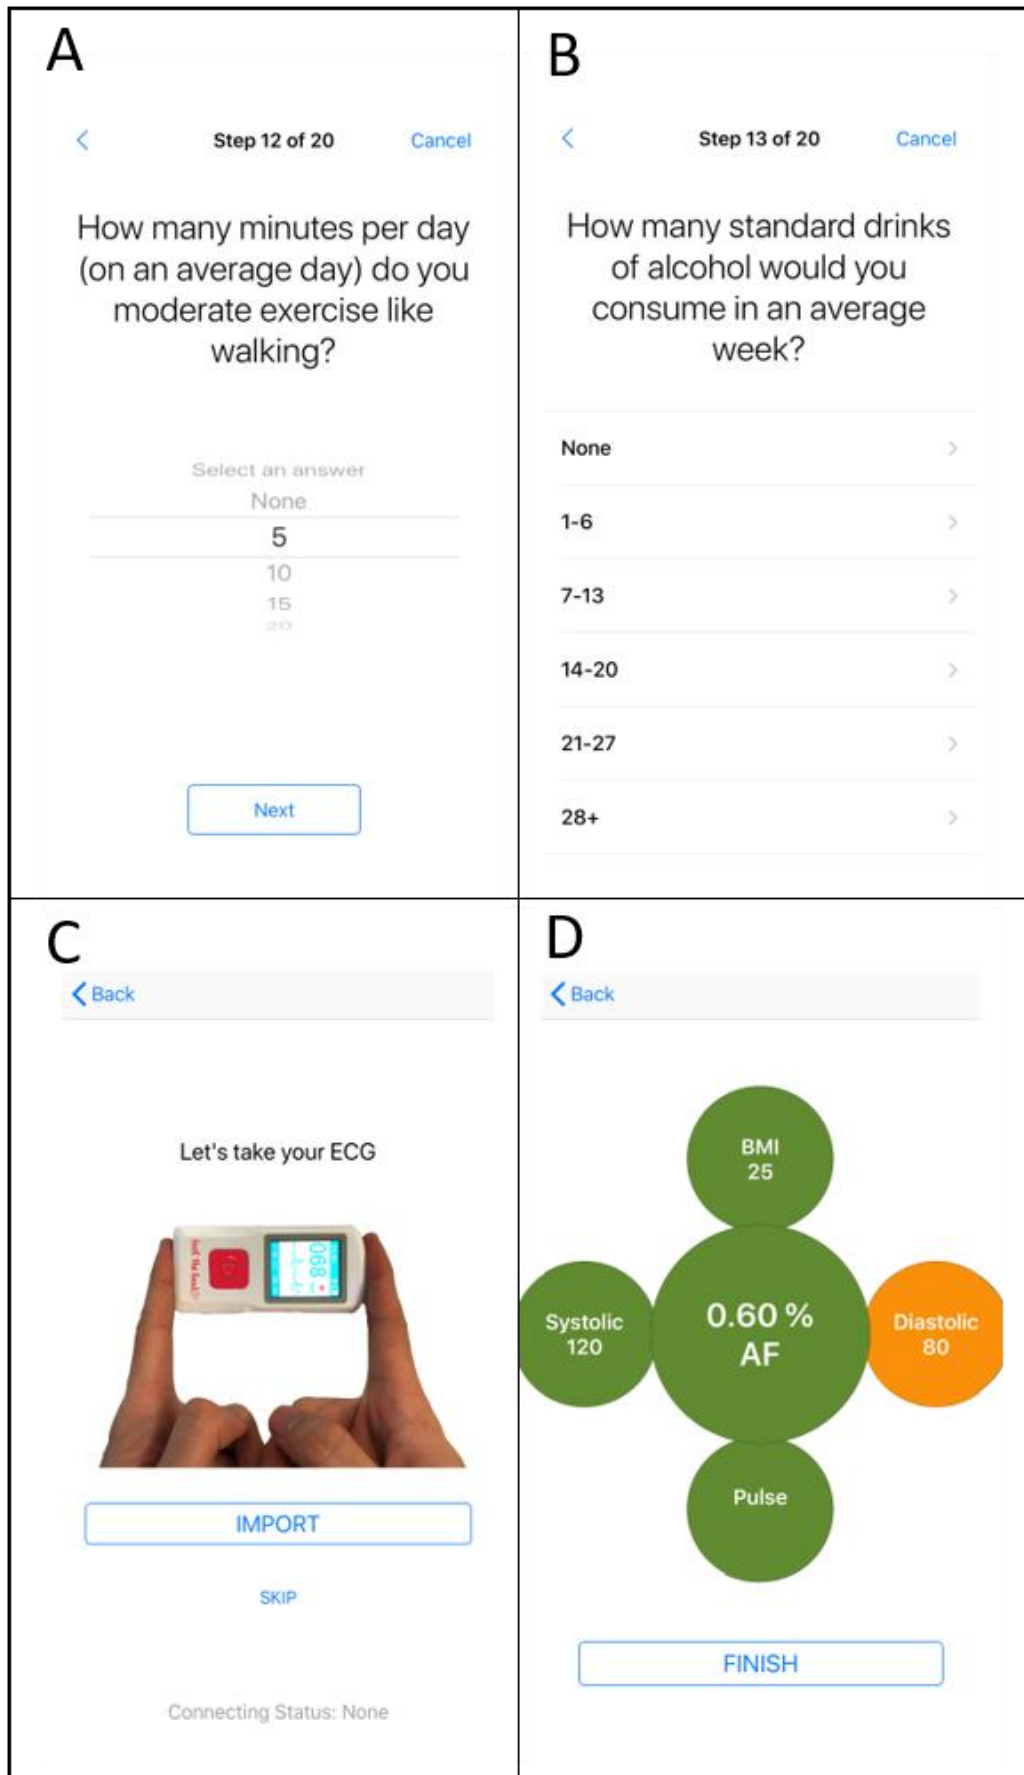 A
Step 12 of 20
Cancel
How many minutes per day
(on an average day) do you
moderate exercise like
walking?
Select an answer
None
5
10
15
20
Next
B
Step 13 of 20
Cancel
How many standard drinks
of alcohol would you
consume in an average
week?
None
1-6
7-13
14-20
21-27
28+
C
Back
Let's take your ECG
068
IMPORT
SKIP
Connecting Status: None
D
Back
BMI
25
Systolic
120
0.60 %
AF
Diastolic
80
Pulse
FINISH